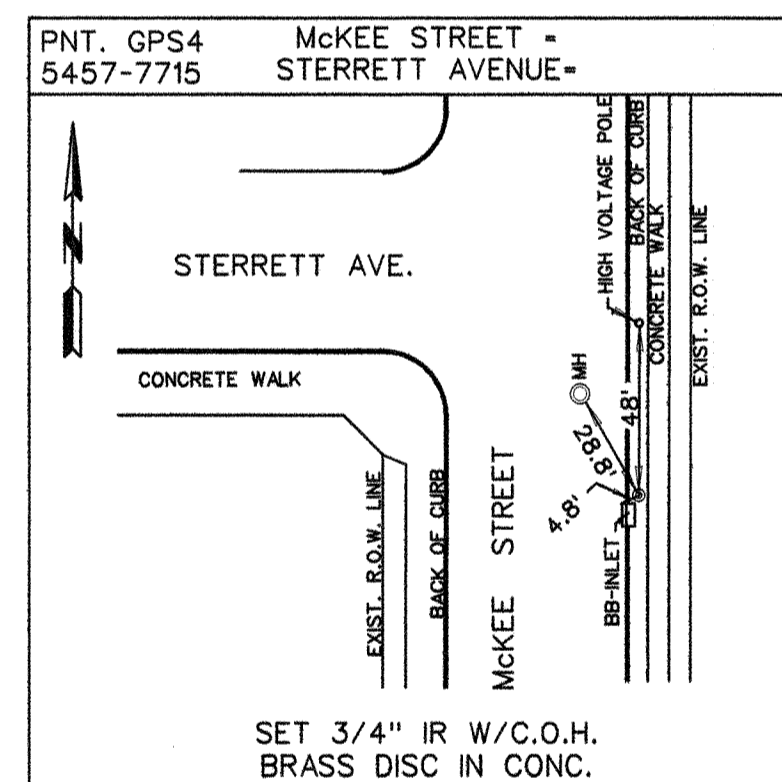 PNT. GPS4
5457-7715
McKEE STREET =
STERRETT AVENUE=
N
STERRETT AVE.
CONCRETE WALK
EXIST. R.O.W. LINE
BACK OF CURB
McKEE STREET
HIGH VOLTAGE POLE
BACK OF CURB
CONCRETE WALK
EXIST. R.O.W. LINE
MH
48'
28.8'
4.8'
BB-INLET
SET 3/4" IR W/C.O.H.
BRASS DISC IN CONC.